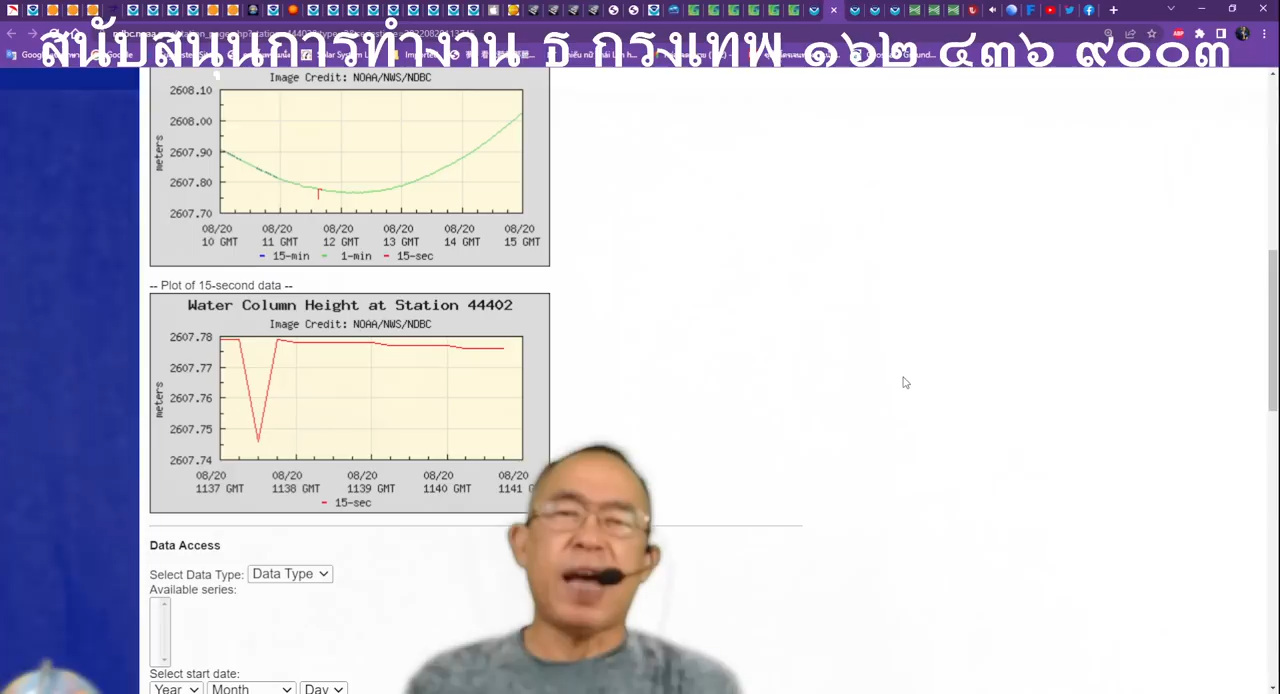 สนับสนุนการทำงาน ธ.กรุงเทพ ๑๖๒ ๔๓๖ ๙๐๐๓
Image Credit: NOAA/NWS/NDBC
2608.10
2608.00
2607.90
2607.80
2607.70
meters
08/20 08/20 08/20 08/20 08/20 08/20
10 GMT 11 GMT 12 GMT 13 GMT 14 GMT 15 GMT
15-min 1-min 15-sec
-- Plot of 15-second data --
Water Column Height at Station 44402
Image Credit: NOAA/NWS/NDBC
2607.78
2607.77
2607.76
2607.75
2607.74
meters
08/20 08/20 08/20 08/20 08/20
1137 GMT 1138 GMT 1139 GMT 1140 GMT 1141 G
15-sec
Data Access
Select Data Type: Data Type
Available series:
Select start date:
Year Month Day